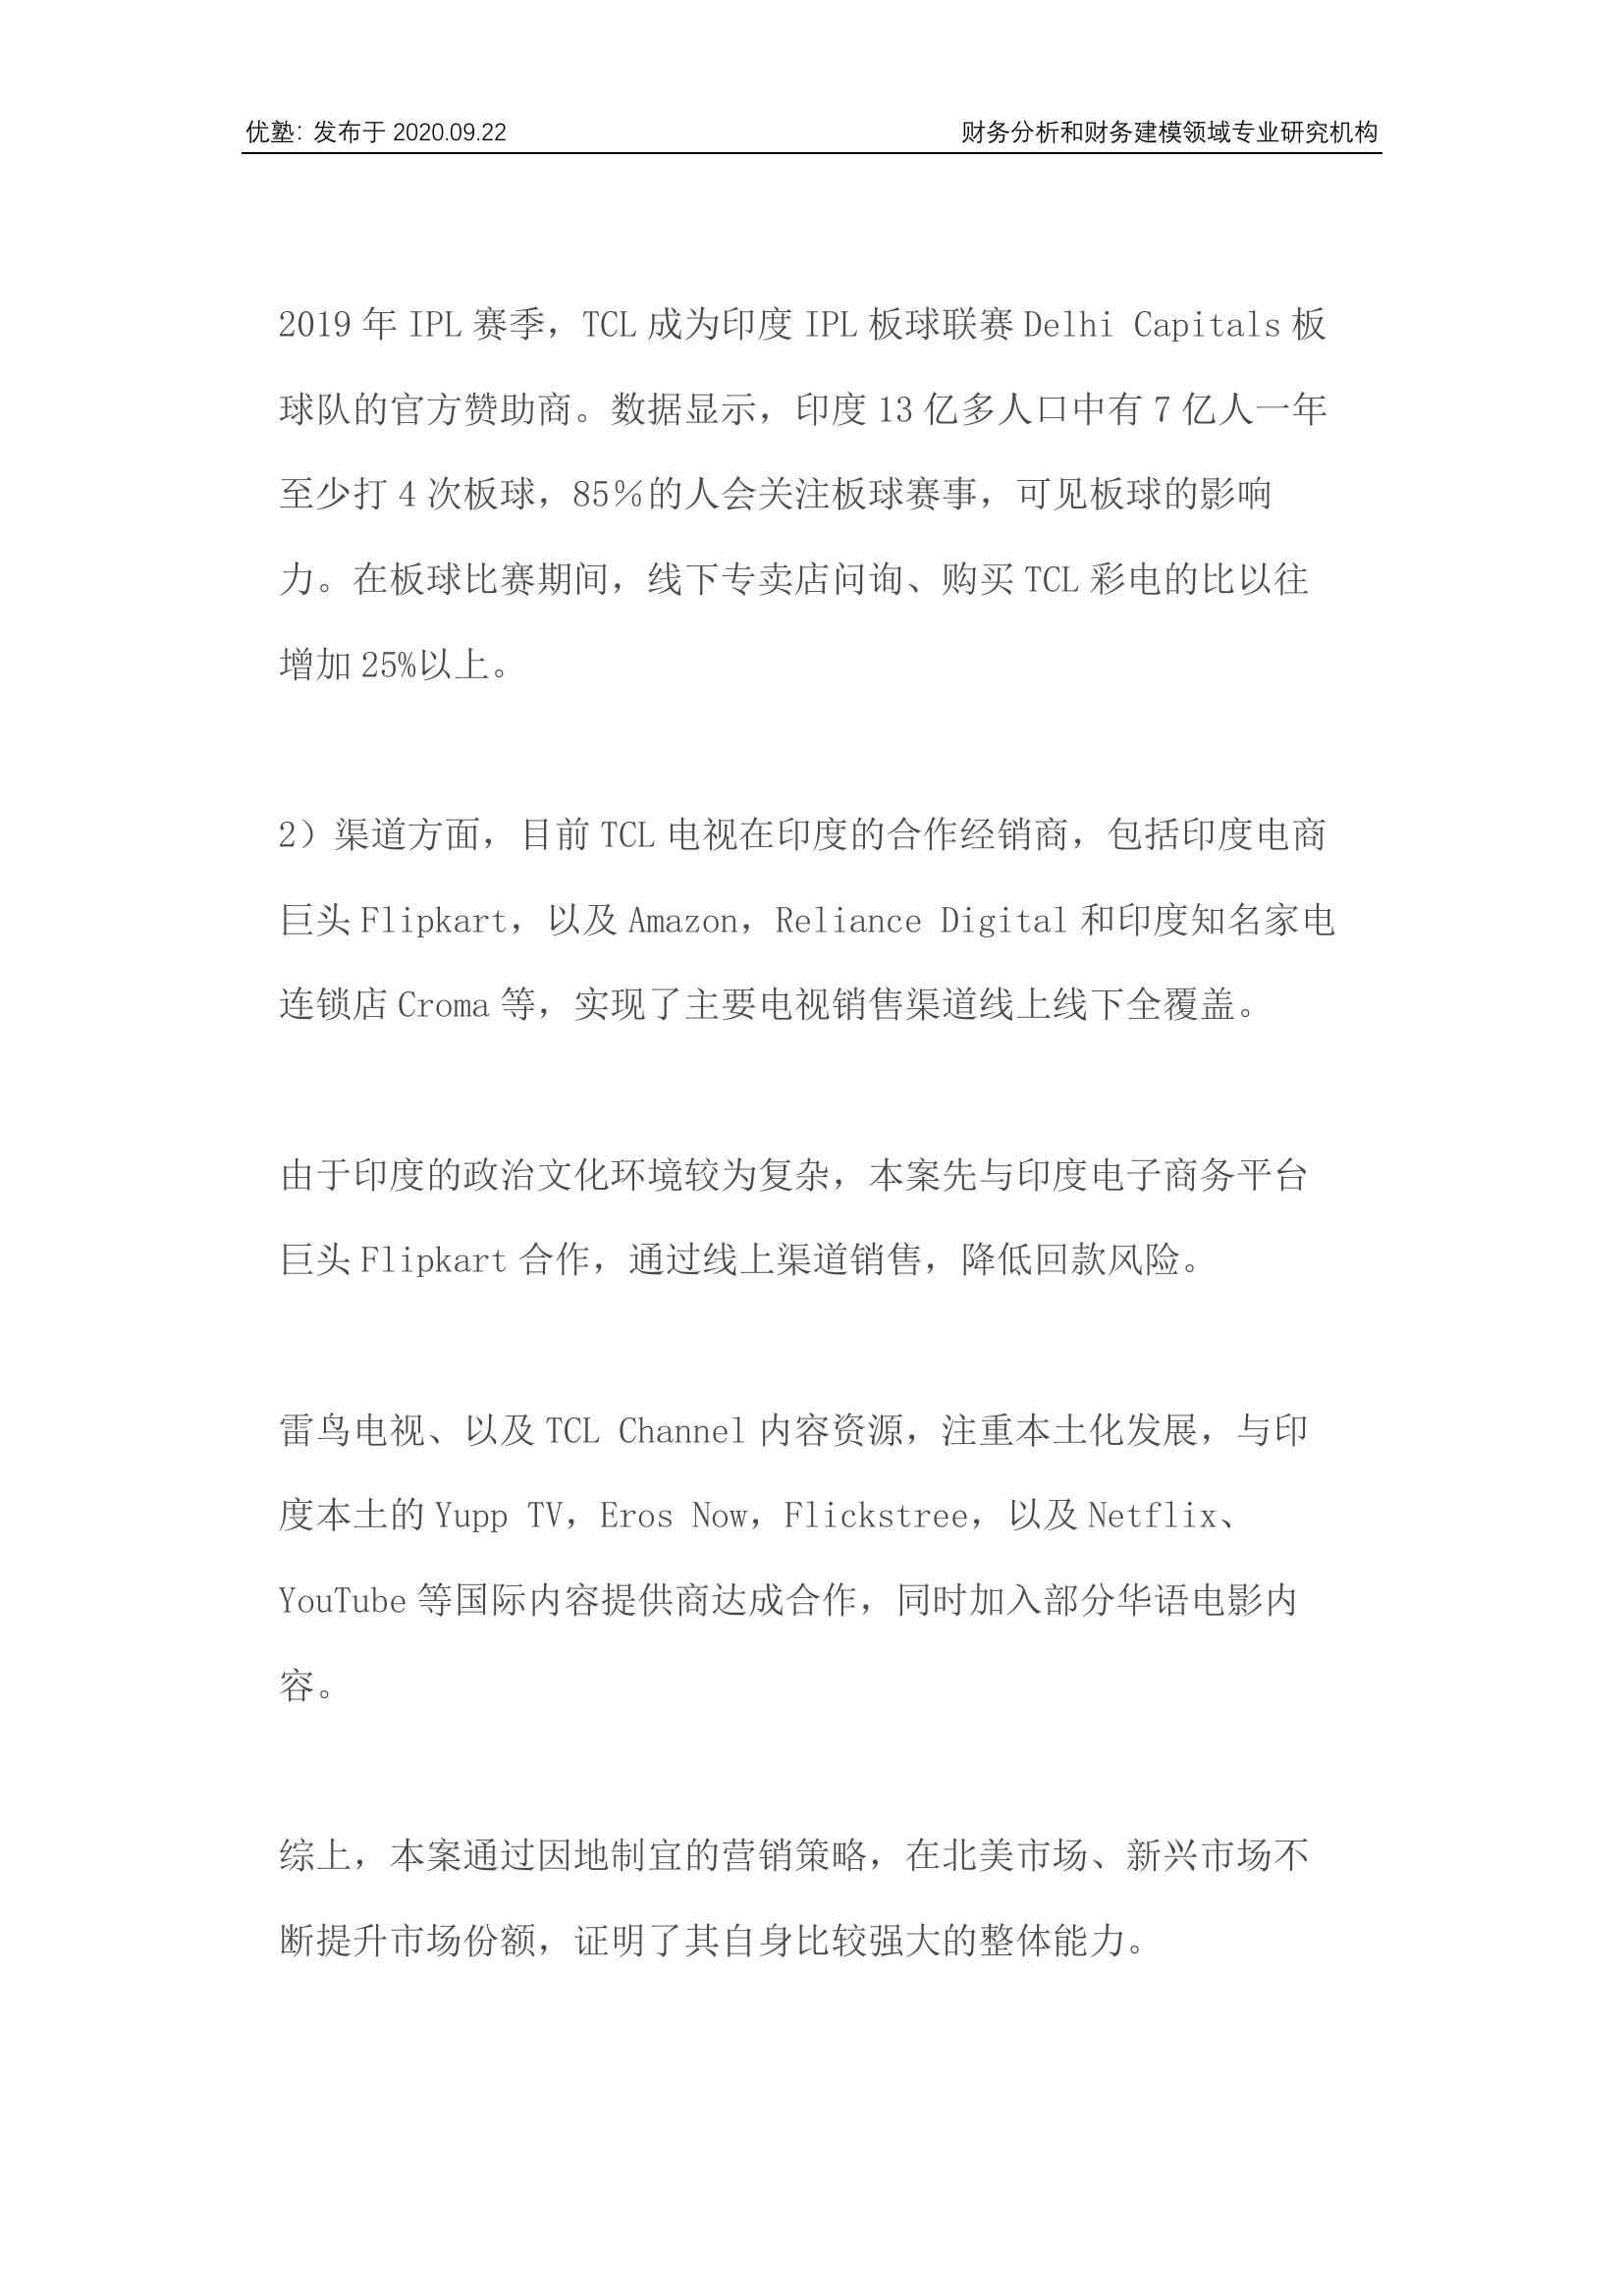 优塾：发布于 2020.09.22 财务分析和财务建模领域专业研究机构
2019 年 IPL 赛季，TCL 成为印度 IPL 板球联赛 Delhi Capitals 板
球队的官方赞助商。数据显示，印度 13 亿多人口中有 7 亿人一年
至少打 4 次板球，85％的人会关注板球赛事，可见板球的影响
力。在板球比赛期间，线下专卖店问询、购买 TCL 彩电的比以往
增加 25%以上。
2）渠道方面，目前 TCL 电视在印度的合作经销商，包括印度电商
巨头 Flipkart，以及 Amazon，Reliance Digital 和印度知名家电
连锁店 Croma 等，实现了主要电视销售渠道线上线下全覆盖。
由于印度的政治文化环境较为复杂，本案先与印度电子商务平台
巨头 Flipkart 合作，通过线上渠道销售，降低回款风险。
雷鸟电视、以及 TCL Channel 内容资源，注重本土化发展，与印
度本土的 Yupp TV，Eros Now，Flickstree，以及 Netflix、
YouTube 等国际内容提供商达成合作，同时加入部分华语电影内
容。
综上，本案通过因地制宜的营销策略，在北美市场、新兴市场不
断提升市场份额，证明了其自身比较强大的整体能力。